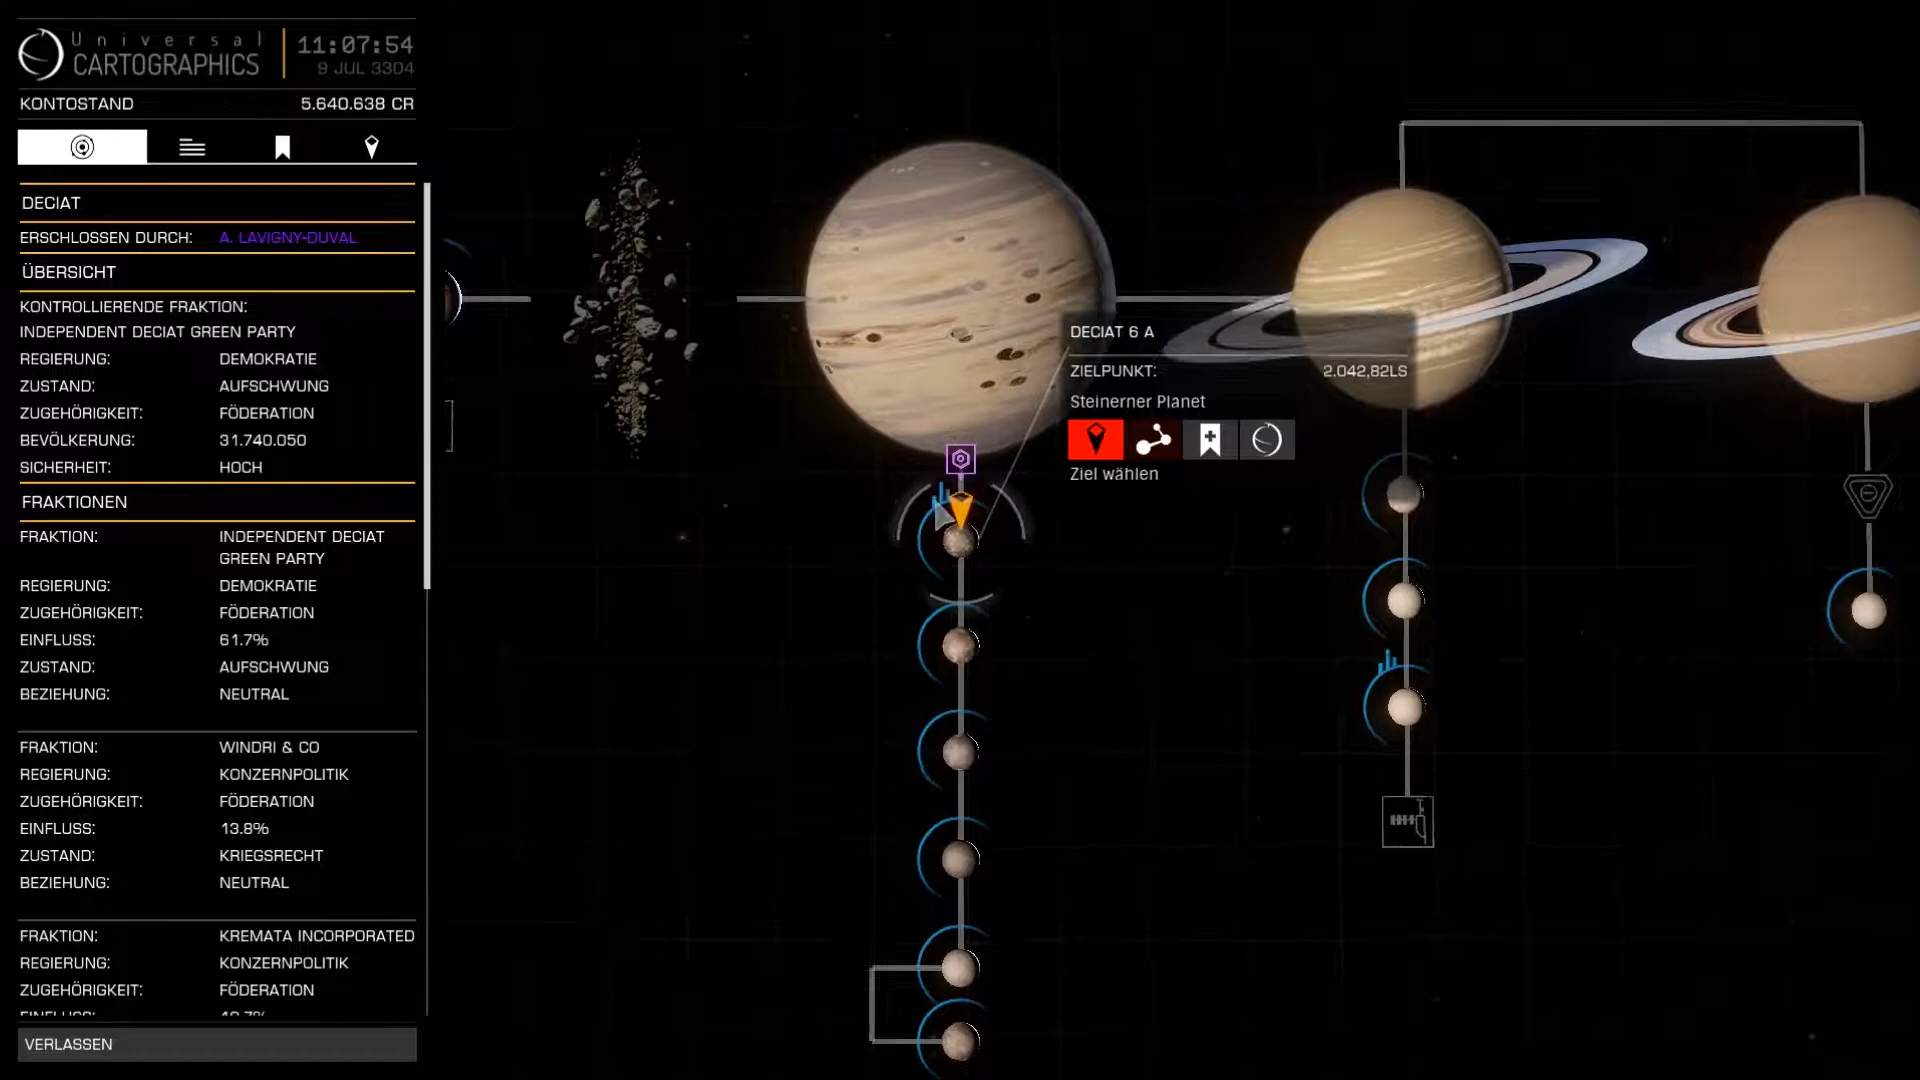 Universal
CARTOGRAPHICS
11:07:54
9 JUL 3304
KONTOSTAND 5.640.638 CR
DECIAT
ERSCHLOSSEN DURCH: A. LAVIGNY-DUVAL
ÜBERSICHT
KONTROLLIERENDE FRAKTION:
INDEPENDENT DECIAT GREEN PARTY
REGIERUNG: DEMOKRATIE
ZUSTAND: AUFSCHWUNG
ZUGEHÖRIGKEIT: FÖDERATION
BEVÖLKERUNG: 31.740.050
SICHERHEIT: HOCH
FRAKTIONEN
FRAKTION: INDEPENDENT DECIAT
GREEN PARTY
REGIERUNG: DEMOKRATIE
ZUGEHÖRIGKEIT: FÖDERATION
EINFLUSS: 61.7%
ZUSTAND: AUFSCHWUNG
BEZIEHUNG: NEUTRAL
FRAKTION: WINDRI & CO
REGIERUNG: KONZERNPOLITIK
ZUGEHÖRIGKEIT: FÖDERATION
EINFLUSS: 13.8%
ZUSTAND: KRIEGSRECHT
BEZIEHUNG: NEUTRAL
FRAKTION: KREMATA INCORPORATED
REGIERUNG: KONZERNPOLITIK
ZUGEHÖRIGKEIT: FÖDERATION
EINFLUSS:
VERLASSEN
DECIAT 6 A
ZIELPUNKT: 2.042,82LS
Steinerner Planet
Ziel wählen